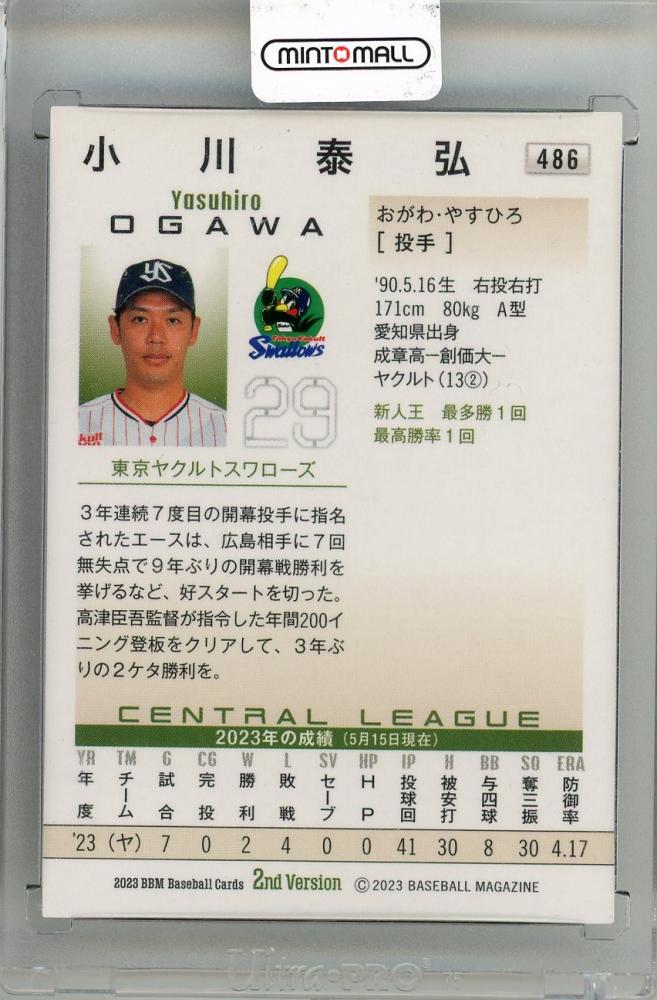 MINT MALL
小川泰弘 486
Yasuhiro
OGAWA
おがわ・やすひろ
[ 投手 ]
YS
Tokyo Yakult
Swallows
29
'90.5.16生 右投右打
171cm 80kg A型
愛知県出身
成章高ー創価大ー
ヤクルト(13②)
新人王 最多勝1回
最高勝率1回
東京ヤクルトスワローズ
3年連続7度目の開幕投手に指名
されたエースは、広島相手に7回
無失点で9年ぶりの開幕戦勝利を
挙げるなど、好スタートを切った。
高津臣吾監督が指令した年間200イ
ニング登板をクリアして、3年ぶ
りの2ケタ勝利を。
CENTRAL LEAGUE
2023年の成績(5月15日現在)
YR TM G CG W L SV HP IP H BB SO ERA
年度 チーム 試合 完投 勝利 敗戦 セーブ HP 投球回 被安打 与四球 奪三振 防御率
'23 (ヤ) 7 0 2 4 0 0 41 30 8 30 4.17
2023 BBM Baseball Cards 2nd Version ©2023 BASEBALL MAGAZINE
Ultra-PRO